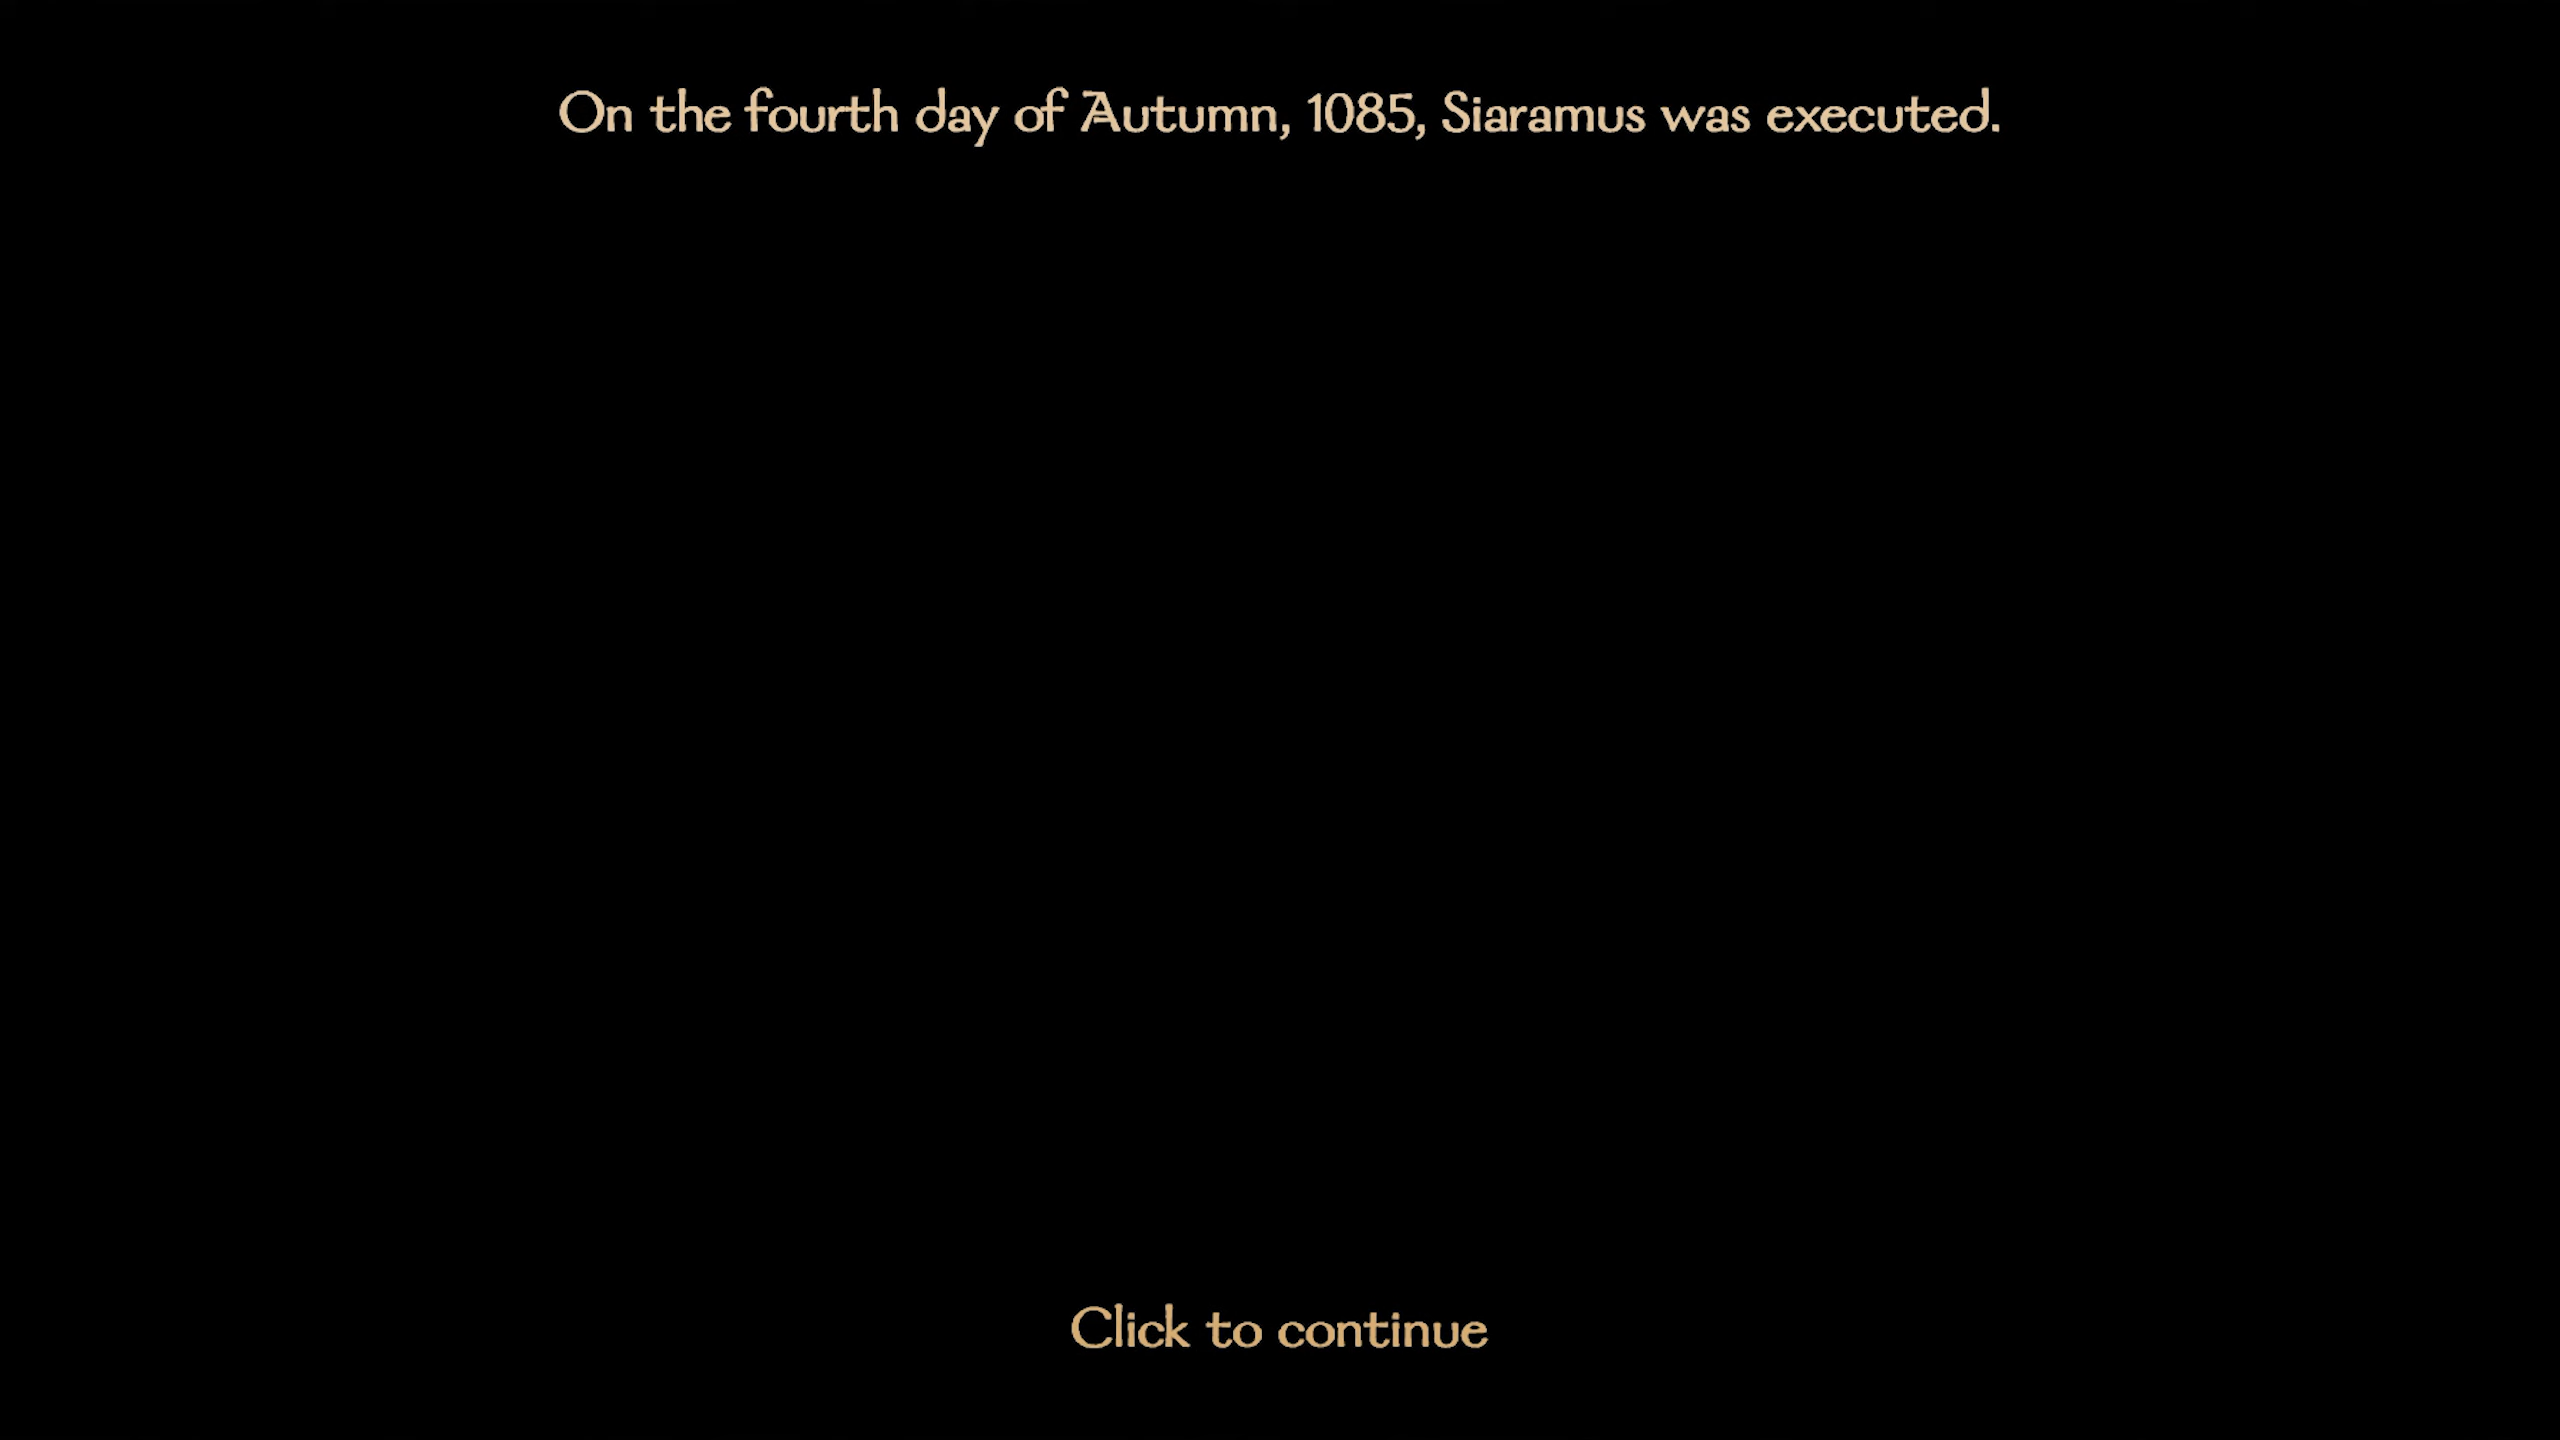 On the fourth day of Autumn, 1085, Siaramus was executed.
Click to continue